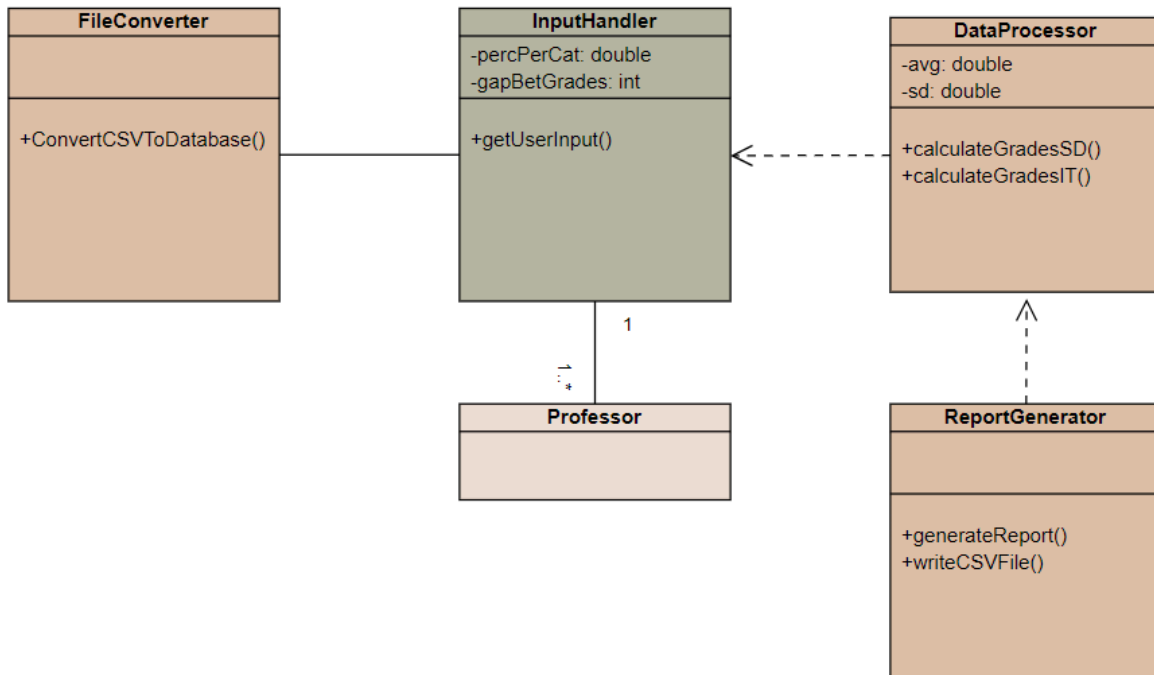 FileConverter
+ConvertCSVToDatabase()
InputHandler
-percPerCat: double
-gapBetGrades: int
+getUserInput()
DataProcessor
-avg: double
-sd: double
+calculateGradesSD()
+calculateGradesIT()
1
1..*
Professor
ReportGenerator
+generateReport()
+writeCSVFile()